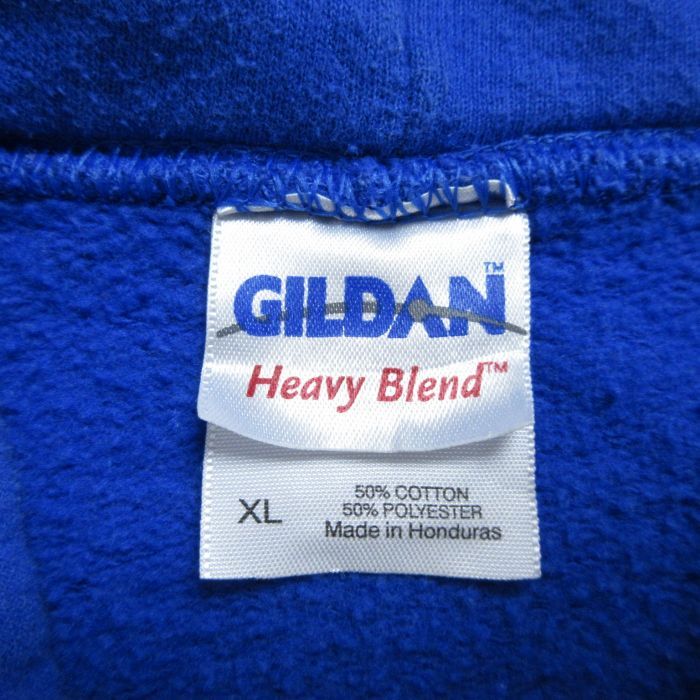 GILDAN™
Heavy Blend™
XL
50% COTTON
50% POLYESTER
Made in Honduras